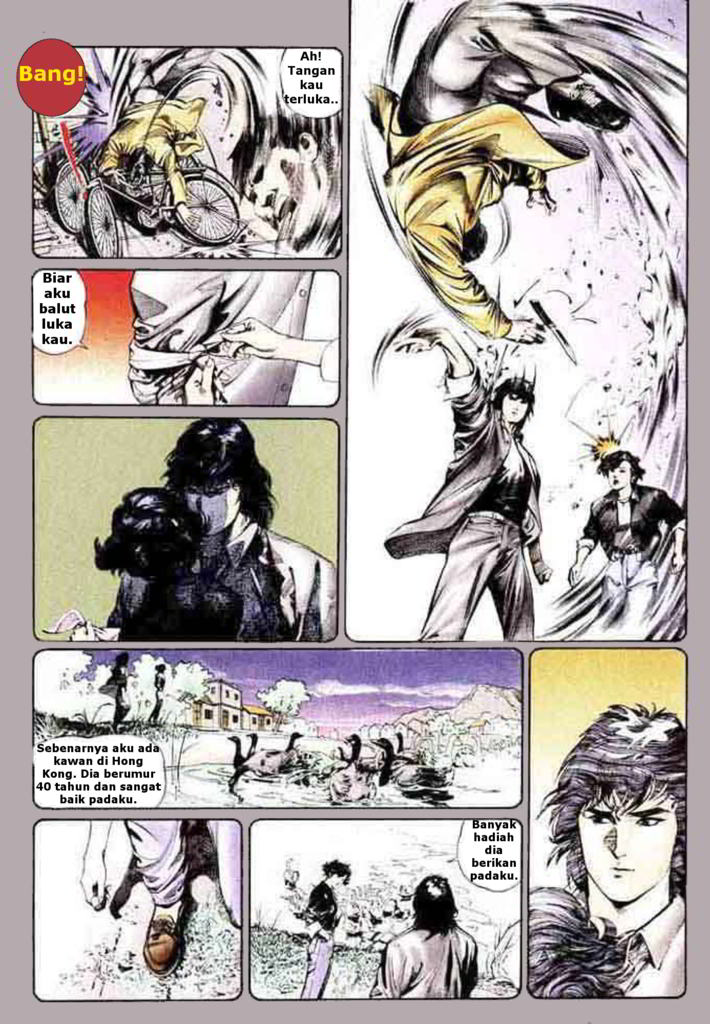 Bang!
Ah!
Tangan
kau
terluka..
Biar
aku
balut
luka
kau.
Sebenarnya aku ada
kawan di Hong
Kong. Dia berumur
40 tahun dan sangat
baik padaku.
Banyak
hadiah
dia
berikan
padaku.